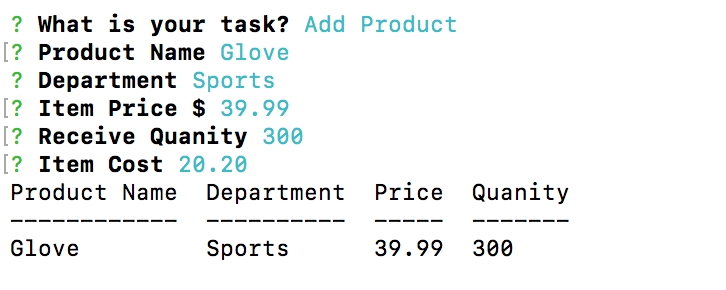 ? What is your task? Add Product
[? Product Name Glove
? Department Sports
[? Item Price $ 39.99
[? Receive Quanity 300
[? Item Cost 20.20
Product Name  Department  Price  Quanity
------------  ----------  -----  -------
Glove         Sports      39.99  300